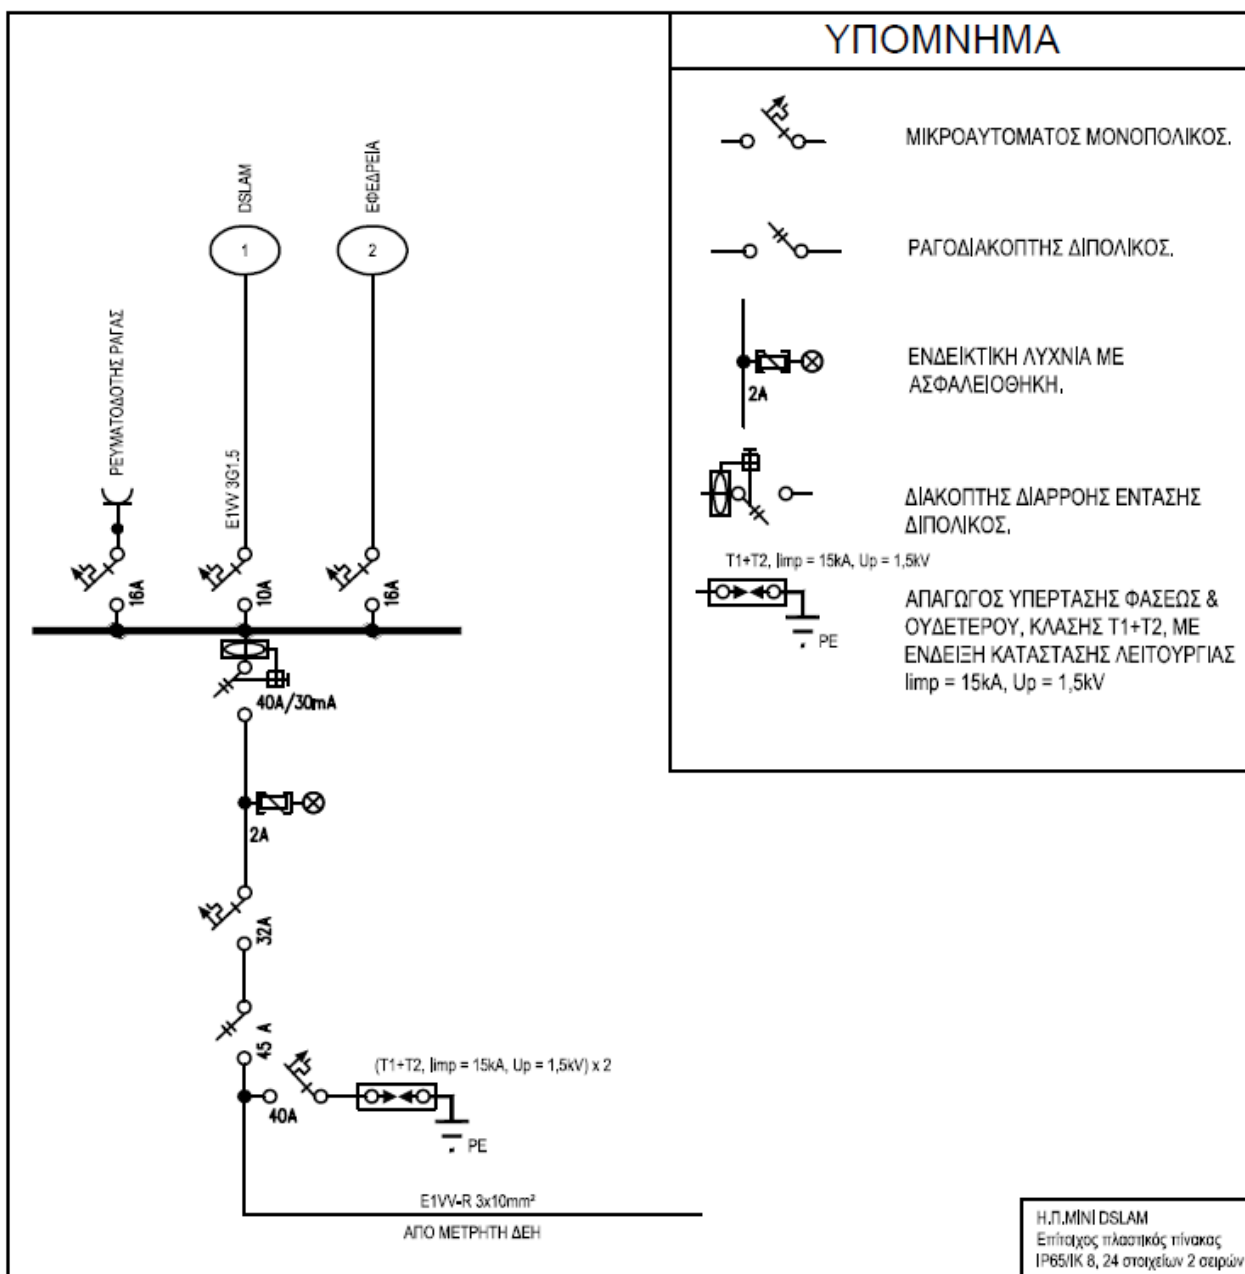 ΥΠΟΜΝΗΜΑ
ΜΙΚΡΟΑΥΤΟΜΑΤΟΣ ΜΟΝΟΠΟΛΙΚΟΣ.
ΡΑΓΟΔΙΑΚΟΠΤΗΣ ΔΙΠΟΛΙΚΟΣ.
2A
ΕΝΔΕΙΚΤΙΚΗ ΛΥΧΝΙΑ ΜΕ
ΑΣΦΑΛΕΙΟΘΗΚΗ.
ΔΙΑΚΟΠΤΗΣ ΔΙΑΡΡΟΗΣ ΕΝΤΑΣΗΣ
ΔΙΠΟΛΙΚΟΣ.
T1+T2, Iimp = 15kA, Up = 1,5kV
PE
ΑΠΑΓΩΓΟΣ ΥΠΕΡΤΑΣΗΣ ΦΑΣΕΩΣ &
ΟΥΔΕΤΕΡΟΥ, ΚΛΑΣΗΣ T1+T2, ΜΕ
ΕΝΔΕΙΞΗ ΚΑΤΑΣΤΑΣΗΣ ΛΕΙΤΟΥΡΓΙΑΣ
Iimp = 15kA, Up = 1,5kV
DSLAM
ΕΦΕΔΡΕΙΑ
1
2
ΡΕΥΜΑΤΟΔΟΤΗΣ ΡΑΓΑΣ
E1VV 3G1.5
16A
10A
16A
40A/30mA
2A
32A
45 A
(T1+T2, Iimp = 15kA, Up = 1,5kV) x 2
40A
PE
E1VV-R 3x10mm²
ΑΠΟ ΜΕΤΡΗΤΗ ΔΕΗ
Η.Π.MINI DSLAM
Επίτοιχος πλαστικός πίνακας
IP65/IK 8, 24 στοιχείων 2 σειρών